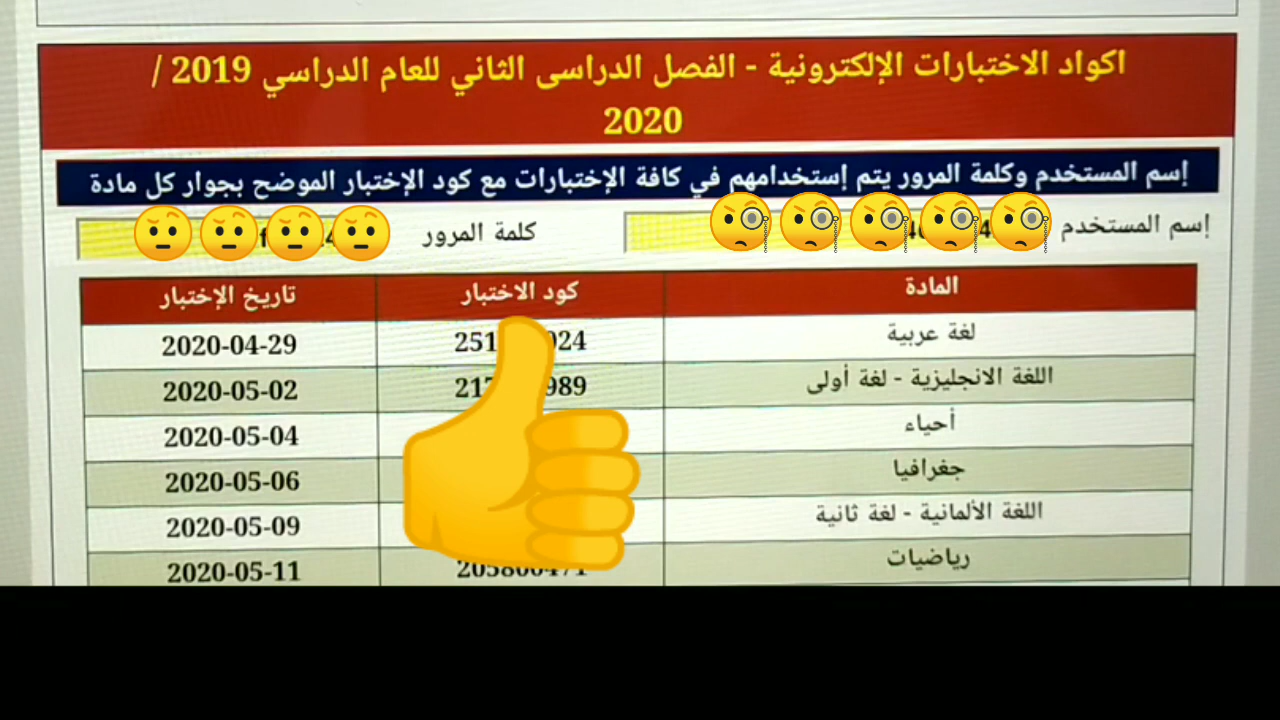 اكواد الاختبارات الإلكترونية - الفصل الدراسى الثاني للعام الدراسي 2019 /
2020
إسم المستخدم وكلمة المرور يتم إستخدامهم في كافة الإختبارات مع كود الإختبار الموضح بجوار كل مادة
إسم المستخدم كلمة المرور
المادة كود الاختبار تاريخ الإختبار
لغة عربية 2020-04-29
اللغة الانجليزية - لغة أولى 2020-05-02
أحياء 2020-05-04
جغرافيا 2020-05-06
اللغة الألمانية - لغة ثانية 2020-05-09
رياضيات 2020-05-11